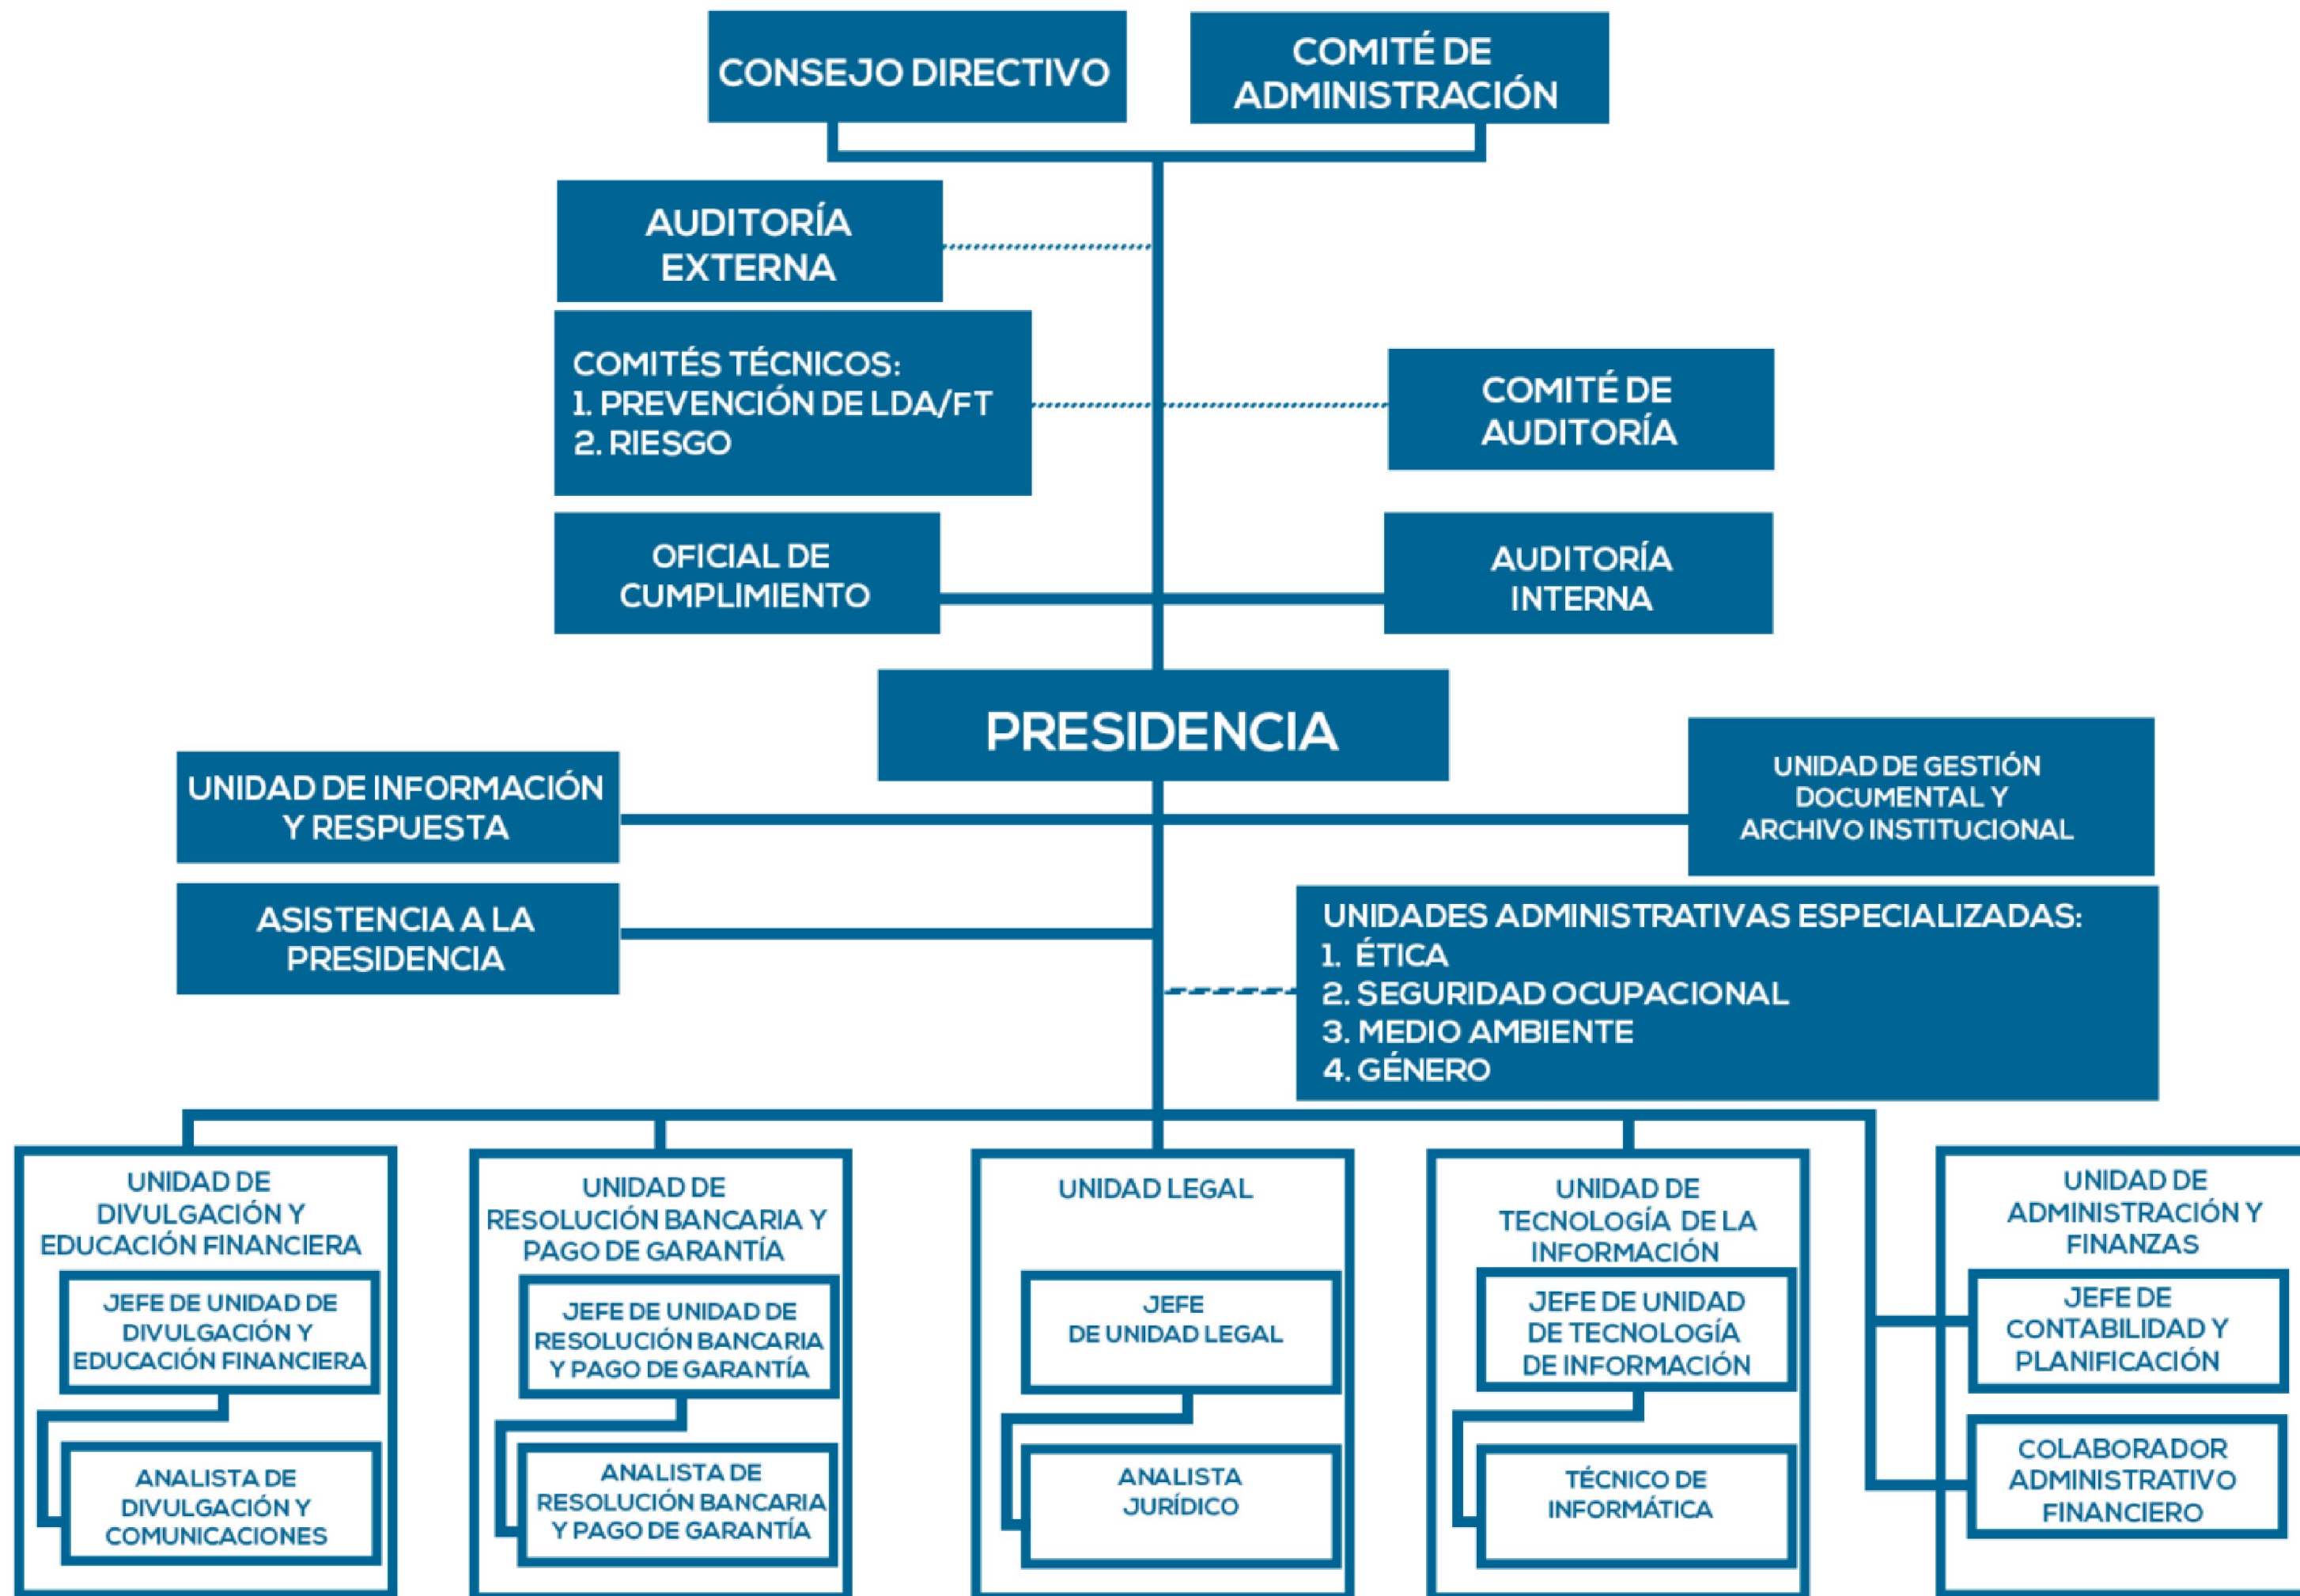 CONSEJO DIRECTIVO
COMITÉ DE
ADMINISTRACIÓN
AUDITORÍA
EXTERNA
COMITÉS TÉCNICOS:
1. PREVENCIÓN DE LDA/FT
2. RIESGO
COMITÉ DE
AUDITORÍA
OFICIAL DE
CUMPLIMIENTO
AUDITORÍA
INTERNA
PRESIDENCIA
UNIDAD DE INFORMACIÓN
Y RESPUESTA
UNIDAD DE GESTIÓN
DOCUMENTAL Y
ARCHIVO INSTITUCIONAL
ASISTENCIA A LA
PRESIDENCIA
UNIDADES ADMINISTRATIVAS ESPECIALIZADAS:
1. ÉTICA
2. SEGURIDAD OCUPACIONAL
3. MEDIO AMBIENTE
4. GÉNERO
UNIDAD DE
DIVULGACIÓN Y
EDUCACIÓN FINANCIERA
JEFE DE UNIDAD DE
DIVULGACIÓN Y
EDUCACIÓN FINANCIERA
ANALISTA DE
DIVULGACIÓN Y
COMUNICACIONES
UNIDAD DE
RESOLUCIÓN BANCARIA Y
PAGO DE GARANTÍA
JEFE DE UNIDAD DE
RESOLUCIÓN BANCARIA
Y PAGO DE GARANTÍA
ANALISTA DE
RESOLUCIÓN BANCARIA
Y PAGO DE GARANTÍA
UNIDAD LEGAL
JEFE
DE UNIDAD LEGAL
ANALISTA
JURÍDICO
UNIDAD DE
TECNOLOGÍA DE LA
INFORMACIÓN
JEFE DE UNIDAD
DE TECNOLOGÍA
DE INFORMACIÓN
TÉCNICO DE
INFORMÁTICA
UNIDAD DE
ADMINISTRACIÓN Y
FINANZAS
JEFE DE
CONTABILIDAD Y
PLANIFICACIÓN
COLABORADOR
ADMINISTRATIVO
FINANCIERO